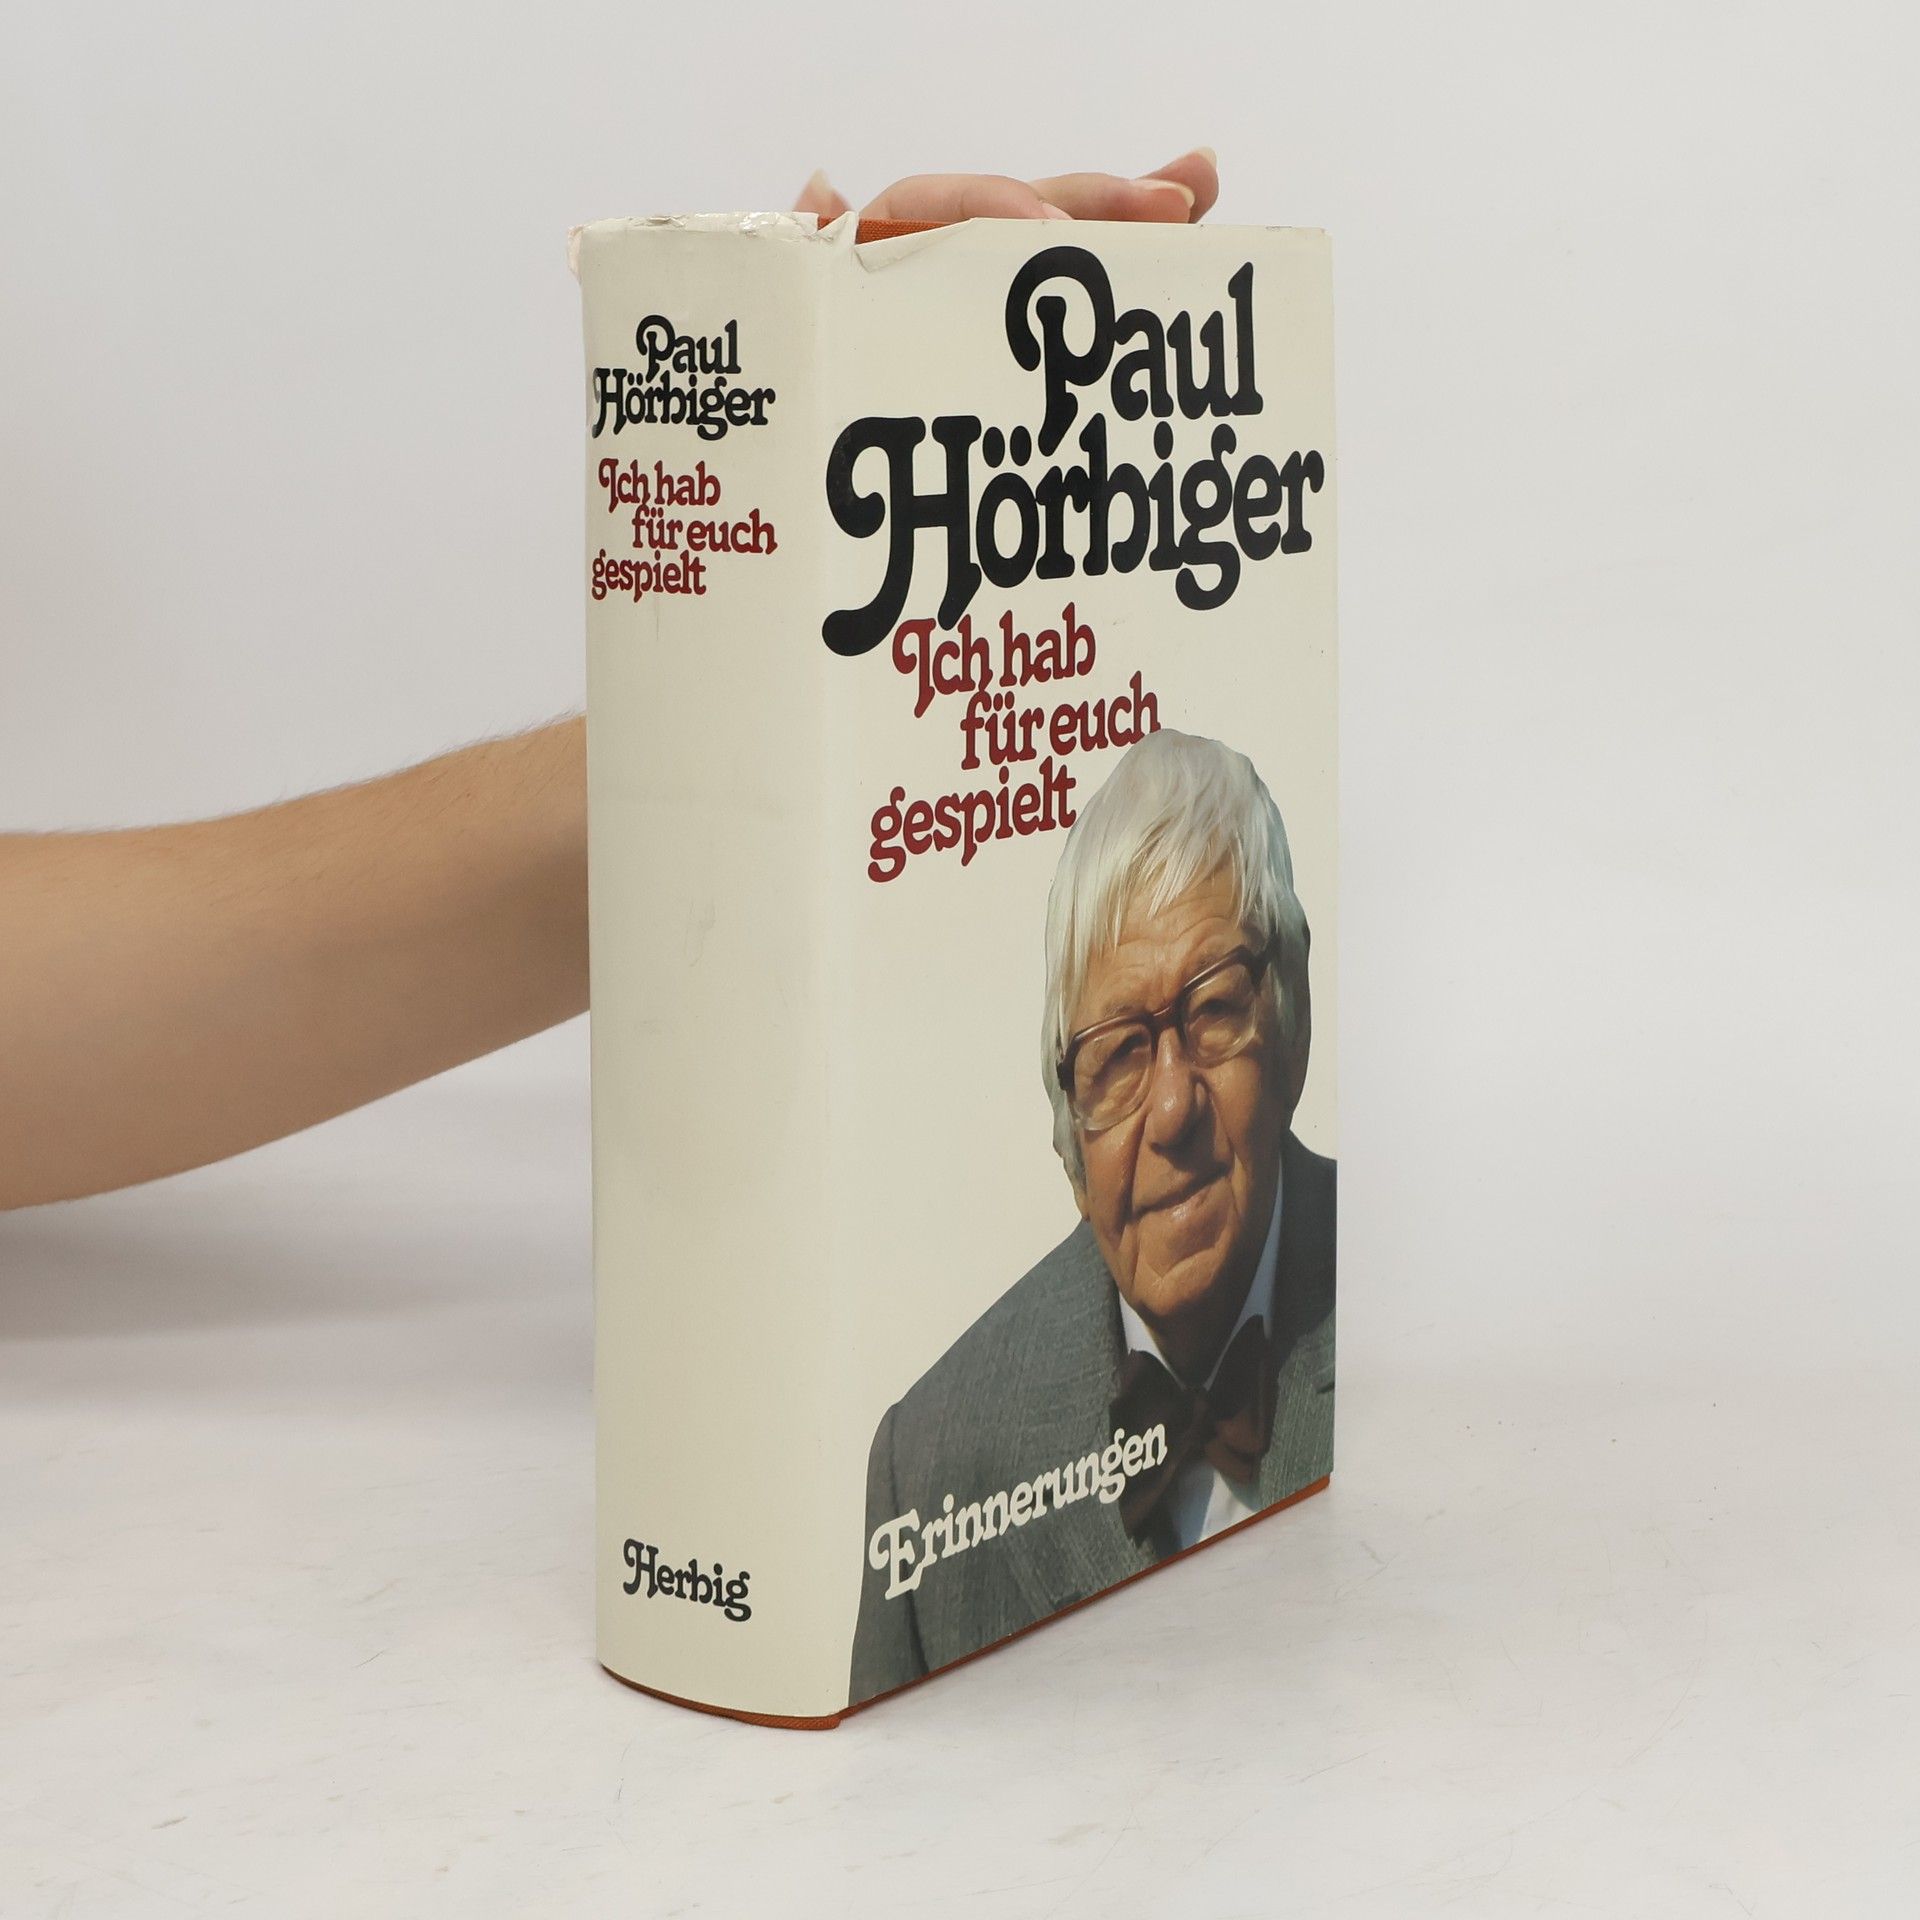 Paul
Hörbiger
Ich hab
für euch
gespielt
Herbig
Paul
Hörbiger
Ich hab
für euch
gespielt
Erinnerungen